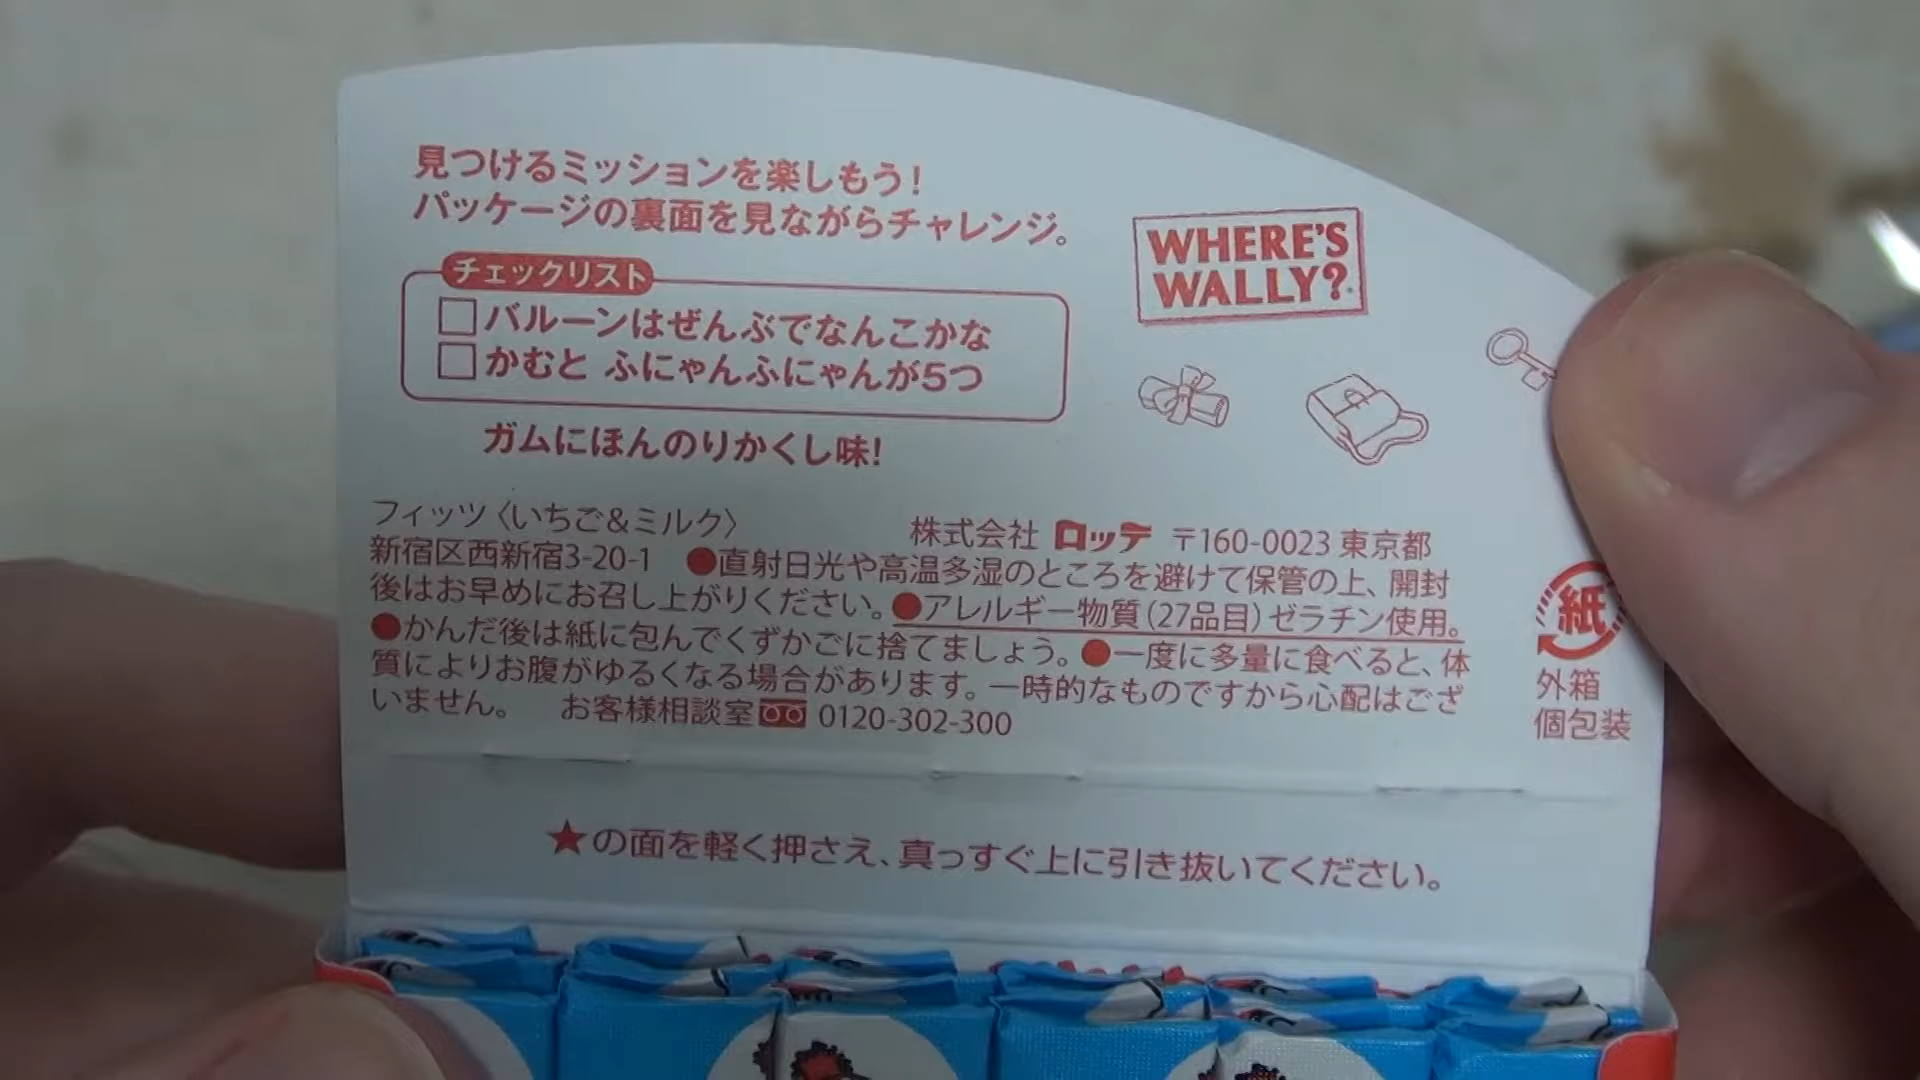 見つけるミッションを楽しもう!
パッケージの裏面を見ながらチャレンジ。
WHERE'S
WALLY?
チェックリスト
□バルーンはぜんぶでなんこかな
□かむと ふにゃんふにゃんが5つ
ガムにほんのりかくし味!
フィッツ〈いちご&ミルク〉 株式会社 ロッテ 〒160-0023 東京都
新宿区西新宿3-20-1 ●直射日光や高温多湿のところを避けて保管の上、開封
後はお早めにお召し上がりください。●アレルギー物質(27品目)ゼラチン使用。
●かんだ後は紙に包んでくずかごに捨てましょう。●一度に多量に食べると、体
質によりお腹がゆるくなる場合があります。一時的なものですから心配はござ
いません。 お客様相談室 0120-302-300
紙
外箱
個包装
★の面を軽く押さえ、真っすぐ上に引き抜いてください。